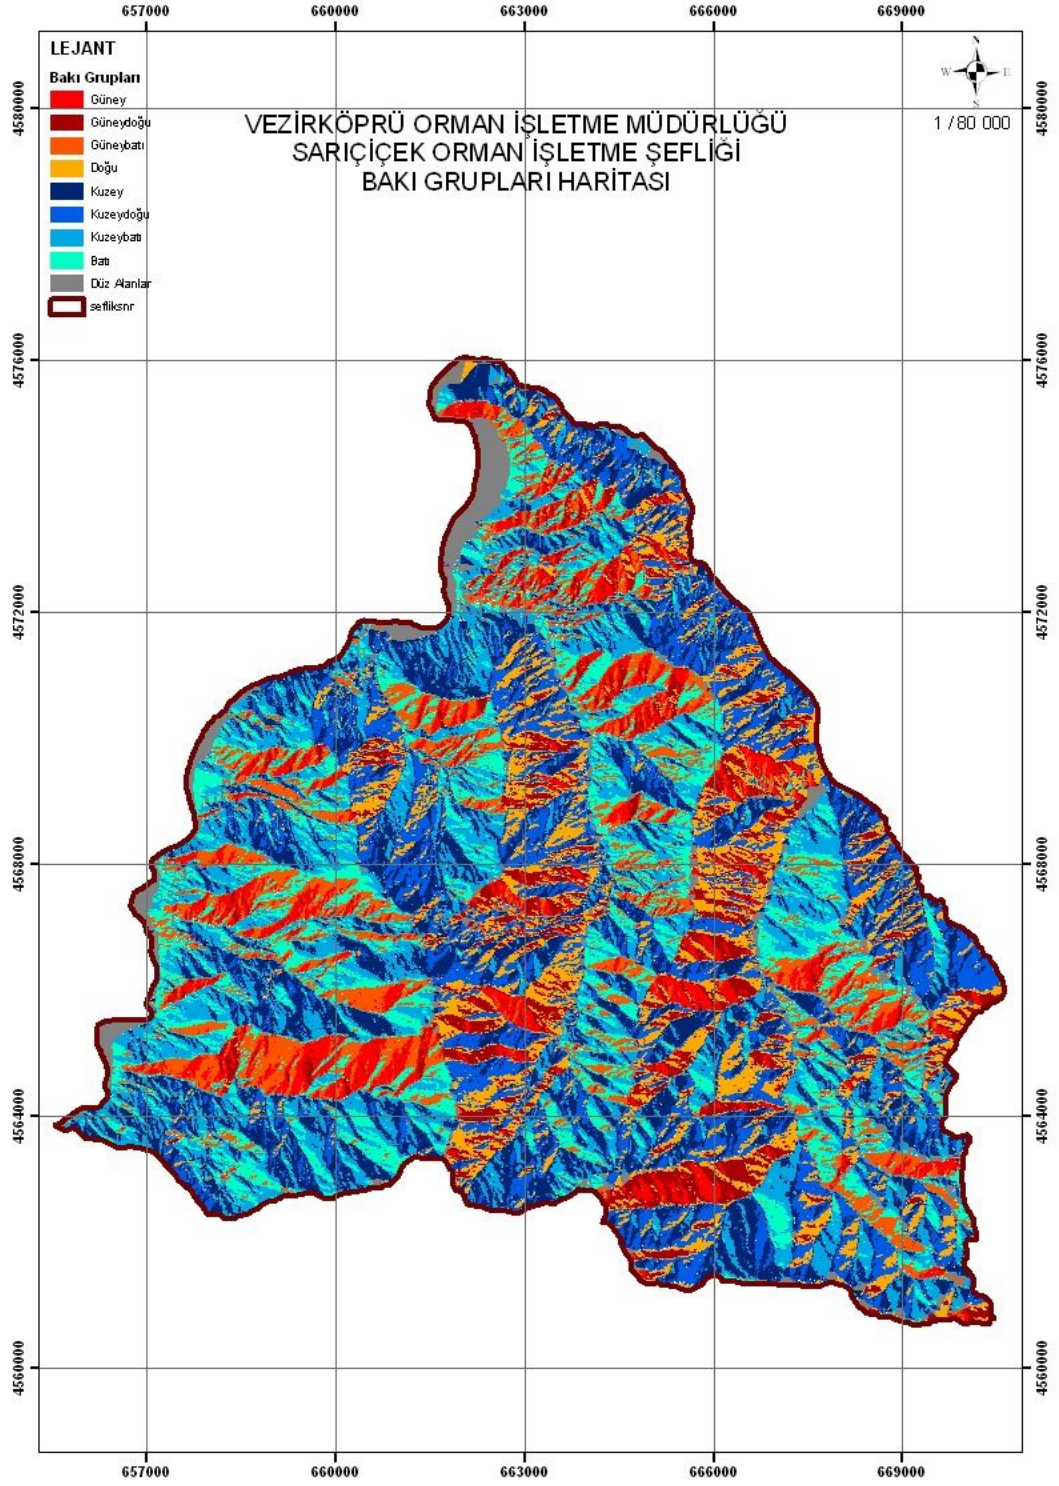 657000 660000 663000 666000 669000
LEJANT
Bakı Grupları
Güney
Güneydoğu
Güneybatı
Doğu
Kuzey
Kuzeydoğu
Kuzeybatı
Batı
Düz Alanlar
sefliksnr
VEZİRKÖPRÜ ORMAN İŞLETME MÜDÜRLÜĞÜ
SARIÇİÇEK ORMAN İŞLETME ŞEFLİĞİ
BAKI GRUPLARI HARİTASI
N
W E
S
1 / 80 000
4580000 4580000
4576000 4576000
4572000 4572000
4568000 4568000
4564000 4564000
4560000 4560000
657000 660000 663000 666000 669000